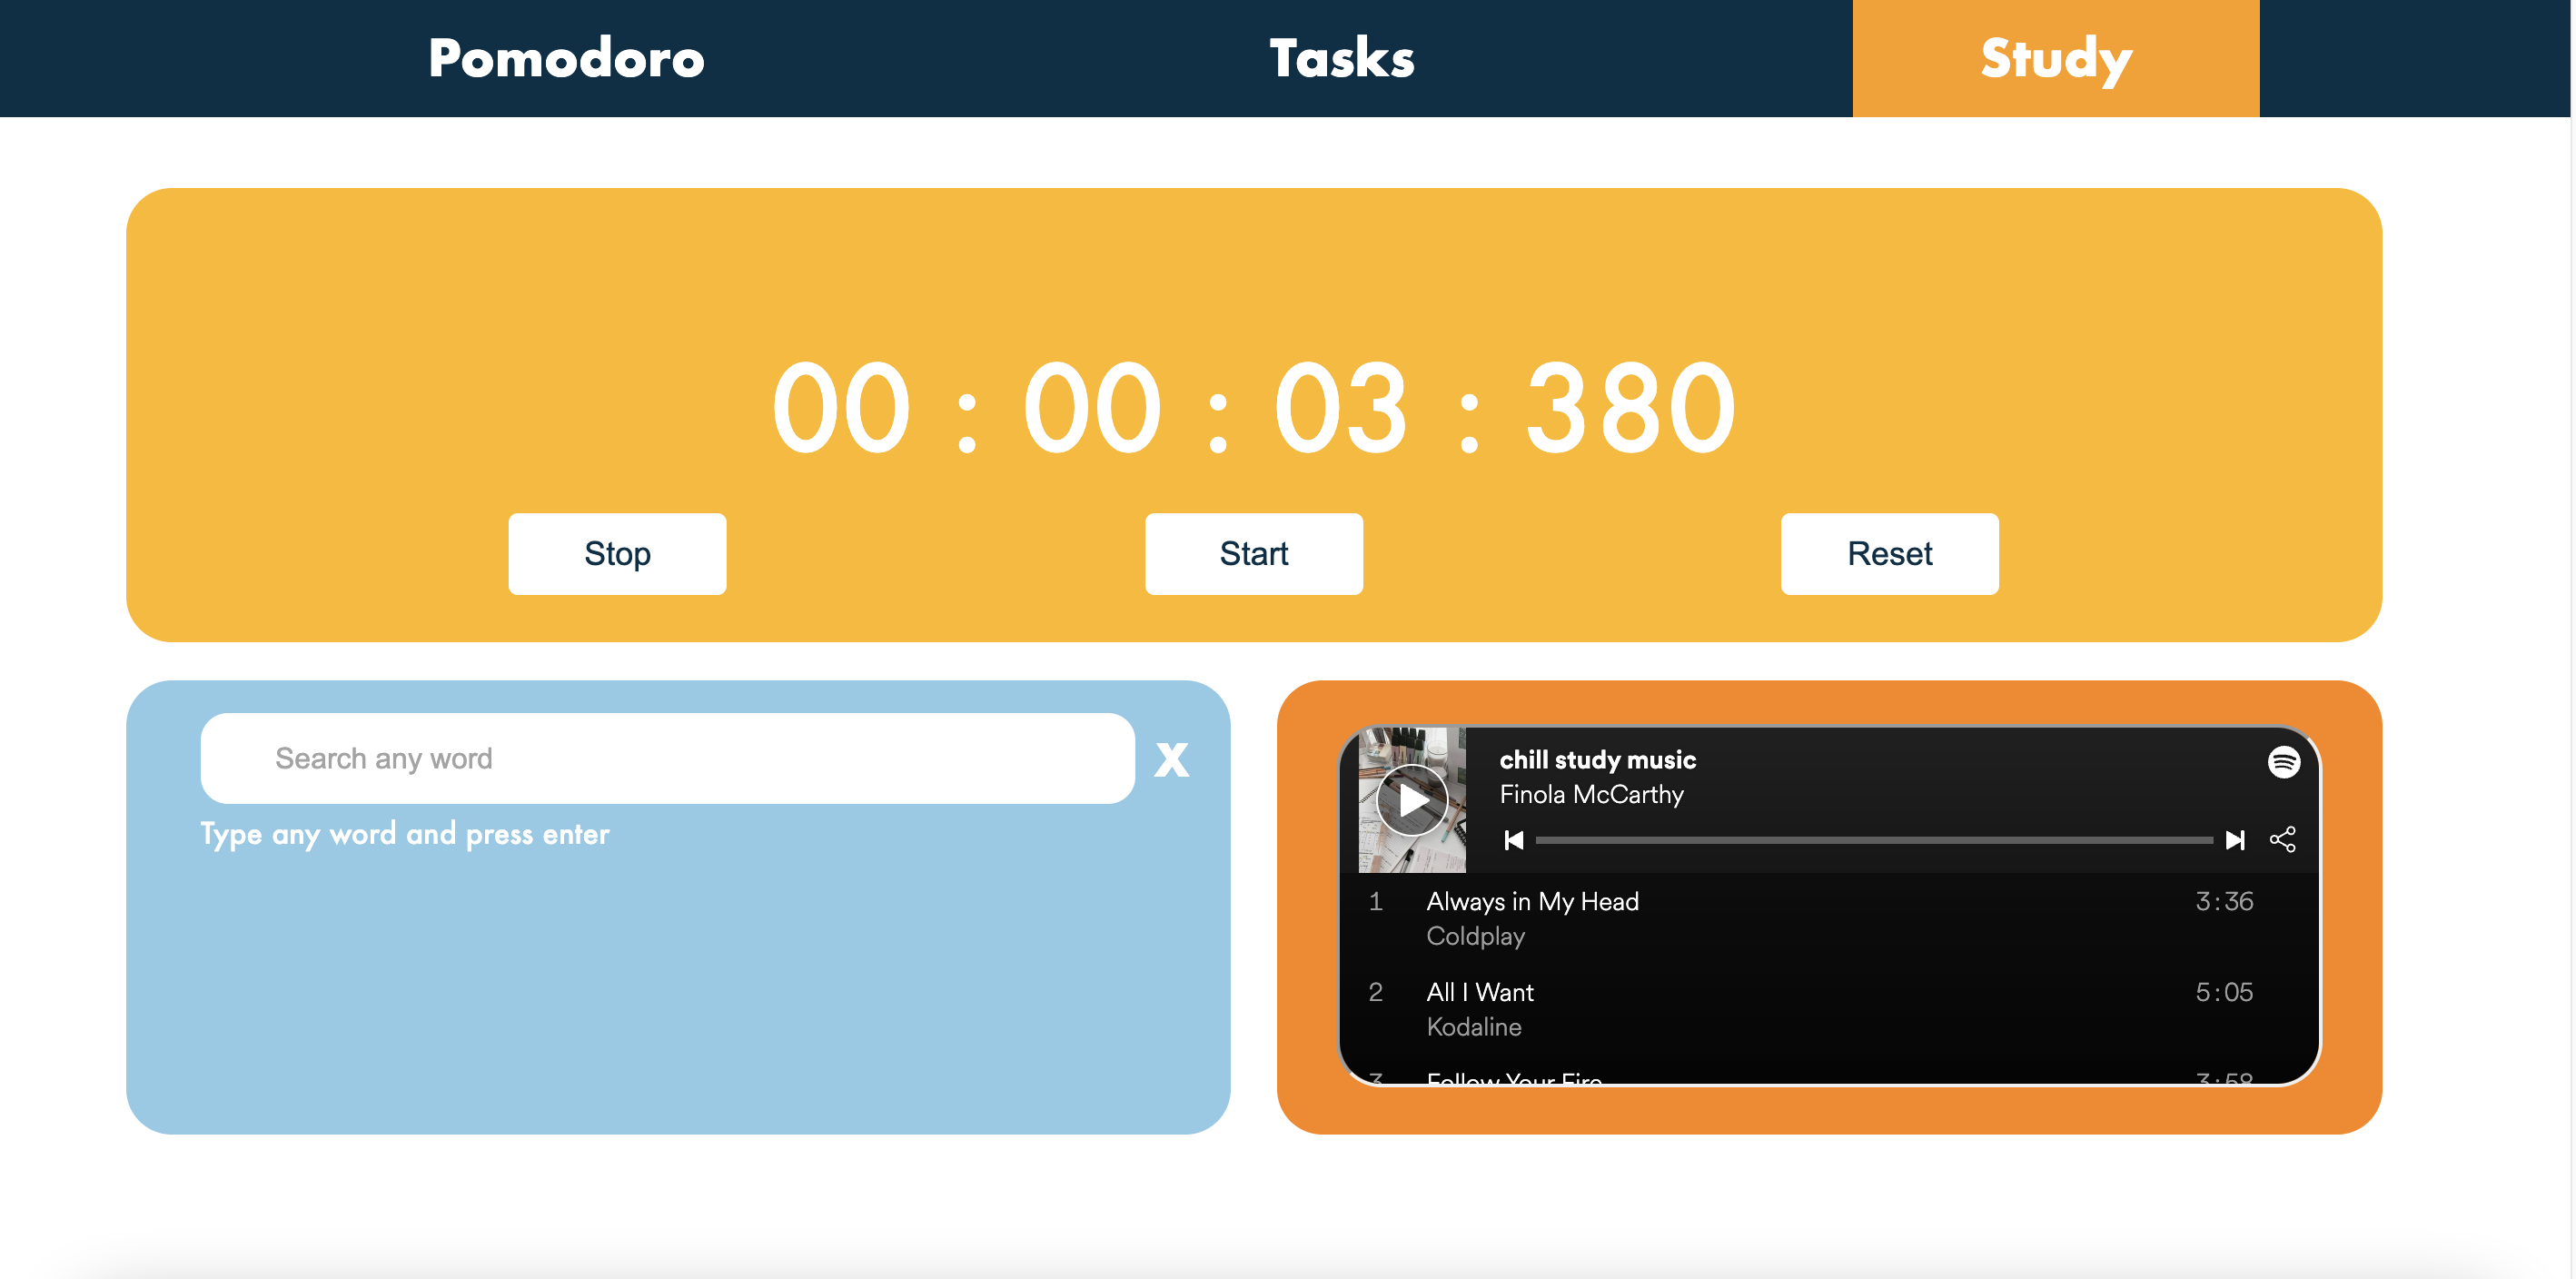 Pomodoro Tasks Study
00 : 00 : 03 : 380
Stop Start Reset
Search any word X
Type any word and press enter
chill study music
Finola McCarthy
1 Always in My Head 3:36
Coldplay
2 All I Want 5:05
Kodaline
3 Follow Your Fire 3:58